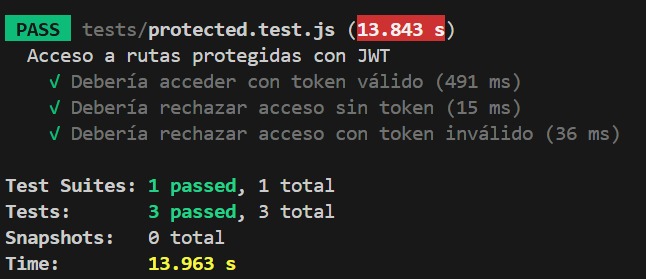 PASS tests/protected.test.js (13.843 s)
Acceso a rutas protegidas con JWT
√ Debería acceder con token válido (491 ms)
√ Debería rechazar acceso sin token (15 ms)
√ Debería rechazar acceso con token inválido (36 ms)
Test Suites: 1 passed, 1 total
Tests: 3 passed, 3 total
Snapshots: 0 total
Time: 13.963 s